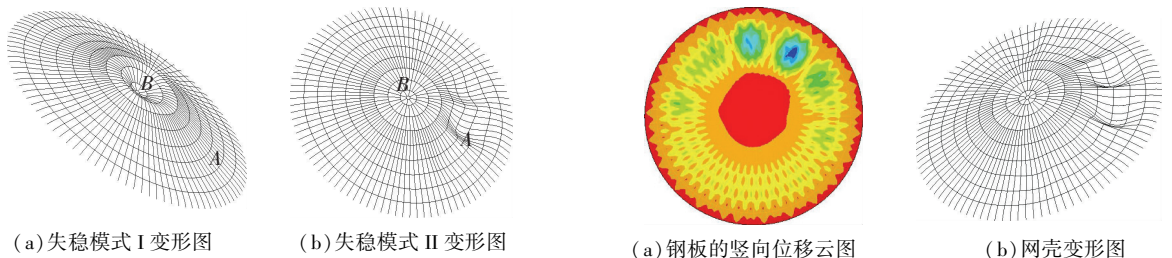 B
A
B
A
(a)失稳模式 I 变形图
(b)失稳模式 II 变形图
(a)钢板的竖向位移云图
(b)网壳变形图